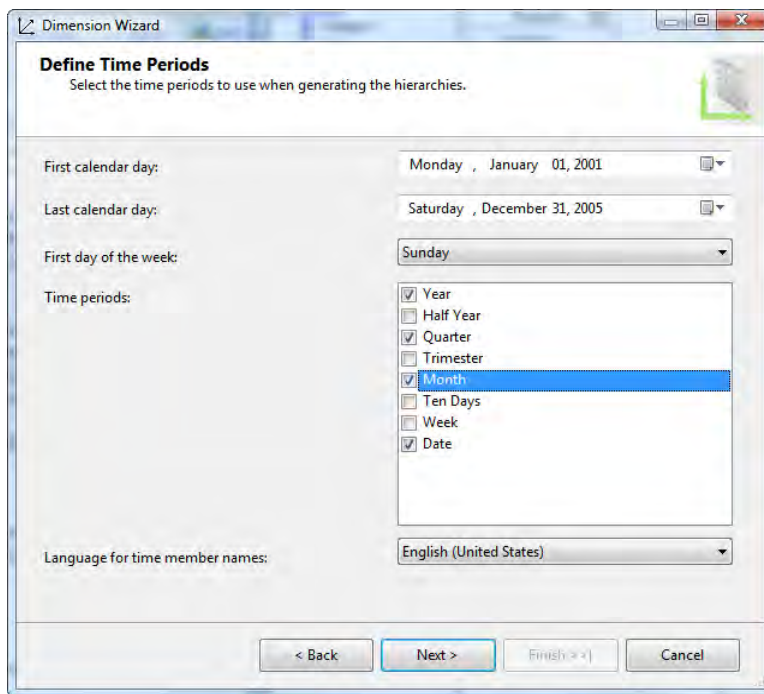 Dimension Wizard
Define Time Periods
Select the time periods to use when generating the hierarchies.
First calendar day: Monday , January 01, 2001
Last calendar day: Saturday , December 31, 2005
First day of the week: Sunday
Time periods: Year
Half Year
Quarter
Trimester
Month
Ten Days
Week
Date
Language for time member names: English (United States)
< Back Next > Finish >>| Cancel